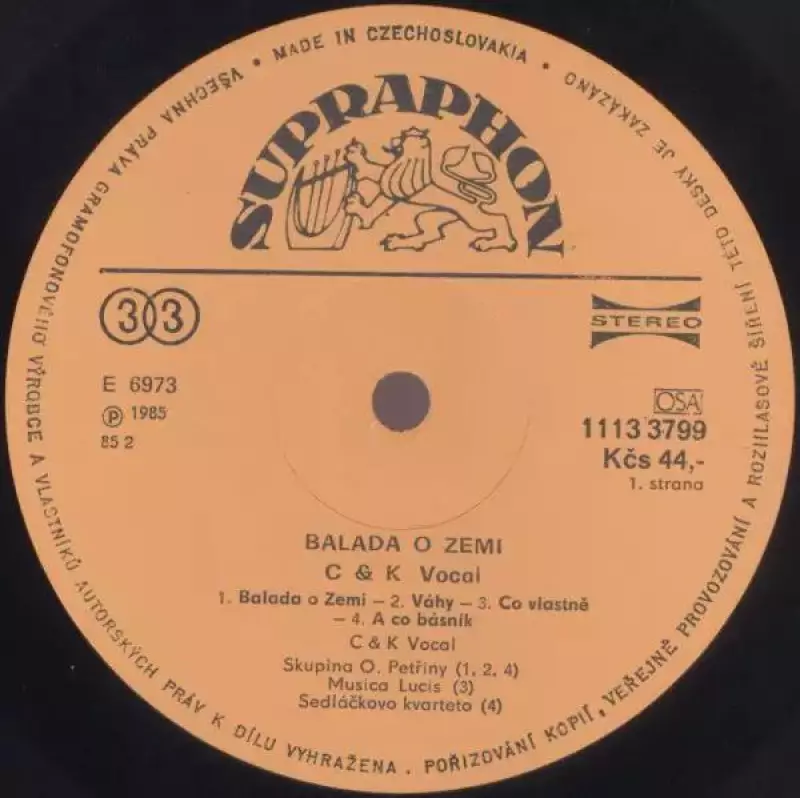 VŠECHNA PRÁVA GRAMOFONOVÉHO VÝROBCE A VLASTNÍKŮ AUTORSKÝCH PRÁV K DÍLU VYHRAŽENA . POŘIZOVÁNÍ KOPIÍ, VEŘEJNÉ PROVOZOVÁNÍ A ROZHLASOVÉ ŠÍŘENÍ TÉTO DESKY JE ZAKÁZÁNO
• MADE IN CZECHOSLOVAKIA •
SUPRAPHON
33
STEREO
E 6973
Ⓟ 1985
85 2
OSA
1113 3799
Kčs 44,-
1. strana
BALADA O ZEMI
C & K Vocal
1. Balada o Zemi – 2. Váhy – 3. Co vlastně
– 4. A co básník
C & K Vocal
Skupina O. Petřiny (1, 2, 4)
Musica Lucis (3)
Sedláčkovo kvarteto (4)